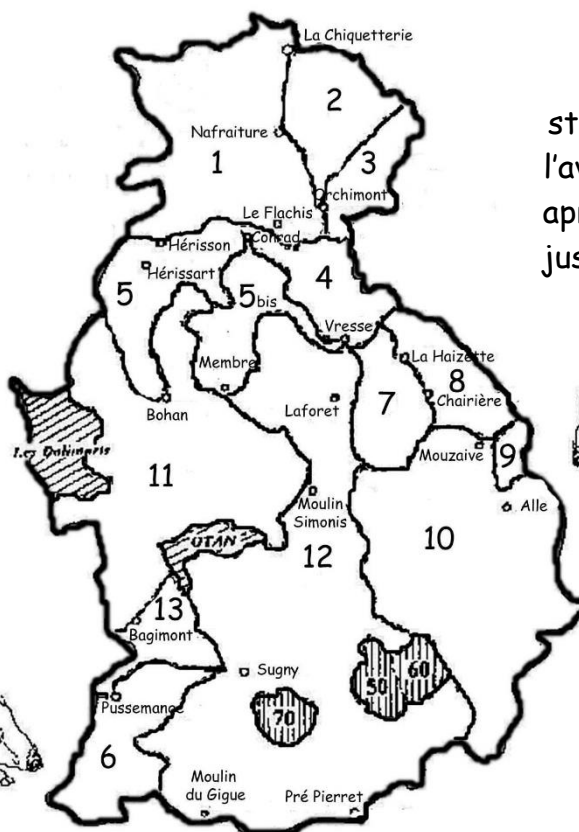 La Chiquetterie
2
st
Nafraiture
l'av
1
3
apr
Orchimont
Le Flachis
jus
Hérisson
Conrad
Hérissart
4
5
5bis
Vresse
La Haizette
8
Membre
7
Chairière
Bohan
Laforet
Mouzaive
9
11
Moulin
Simonis
Alle
12
10
UTAN
13
Bagimont
Sugny
60
50
Pussemange
70
6
Moulin
du Gigue
Pré Pierret